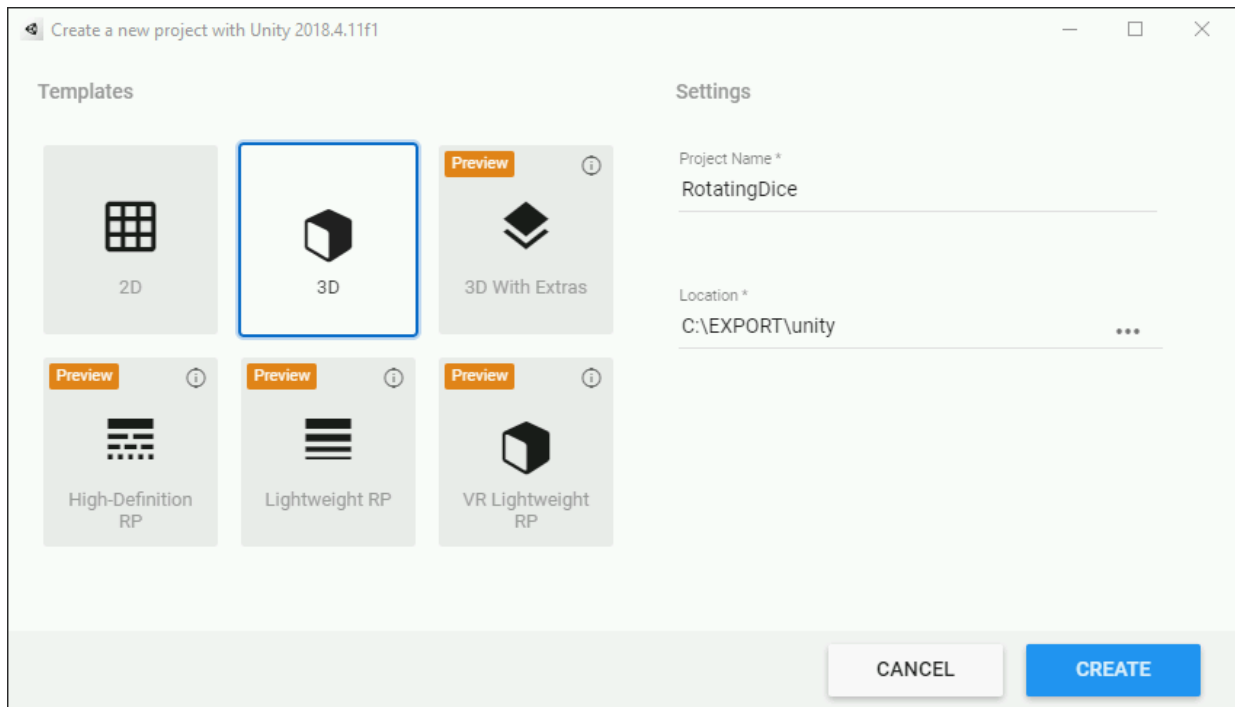 Create a new project with Unity 2018.4.11f1
Templates
2D
3D
Preview
3D With Extras
Preview
High-Definition
RP
Preview
Lightweight RP
Preview
VR Lightweight
RP
Settings
Project Name *
RotatingDice
Location *
C:\EXPORT\unity
CANCEL
CREATE